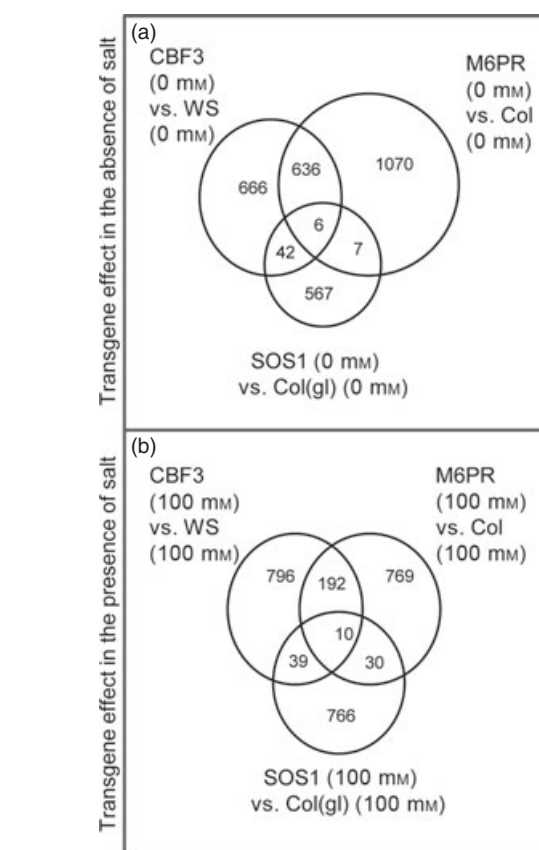 Transgene effect in the absence of salt
(a)
CBF3
(0 mM)
vs. WS
(0 mM)
M6PR
(0 mM)
vs. Col
(0 mM)
666
636
1070
6
42
7
567
SOS1 (0 mM)
vs. Col(gl) (0 mM)
Transgene effect in the presence of salt
(b)
CBF3
(100 mM)
vs. WS
(100 mM)
M6PR
(100 mM)
vs. Col
(100 mM)
796
192
769
10
39
30
766
SOS1 (100 mM)
vs. Col(gl) (100 mM)